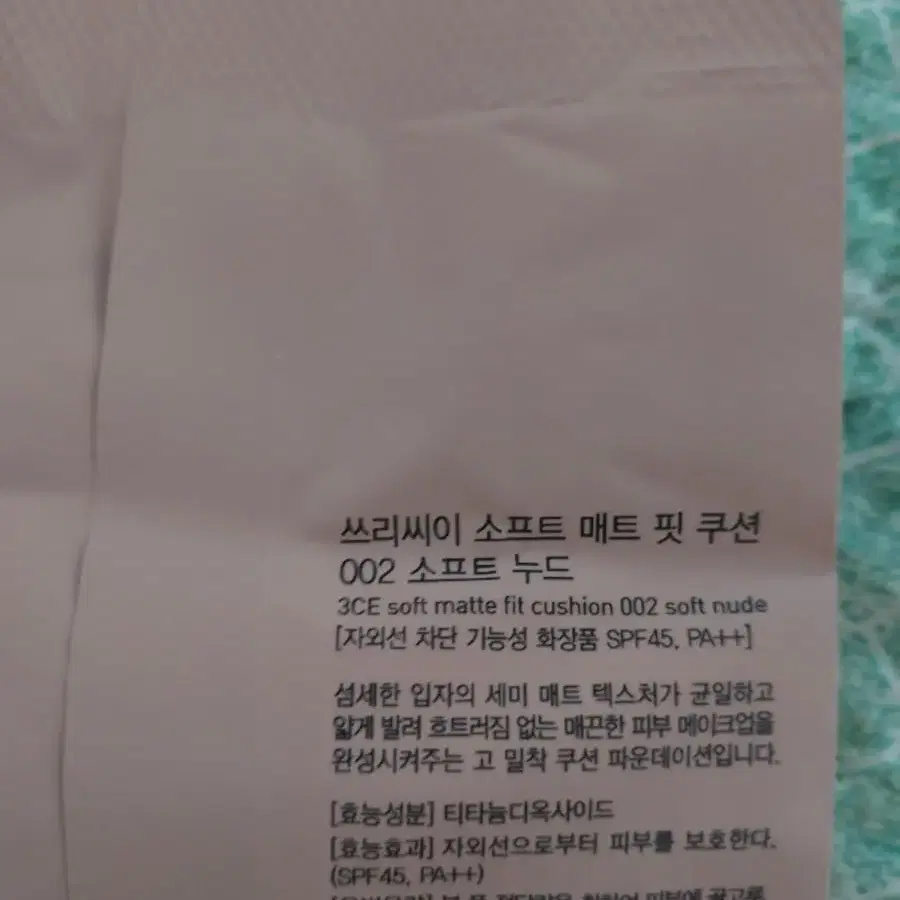 쓰리씨이 소프트 매트 핏 쿠션
002 소프트 누드
3CE soft matte fit cushion 002 soft nude
[자외선 차단 기능성 화장품 SPF45, PA++]
섬세한 입자의 세미 매트 텍스처가 균일하고
얇게 발려 흐트러짐 없는 매끈한 피부 메이크업을
완성시켜주는 고 밀착 쿠션 파운데이션입니다.
[효능성분] 티타늄디옥사이드
[효능효과] 자외선으로부터 피부를 보호한다.
(SPF45, PA++)